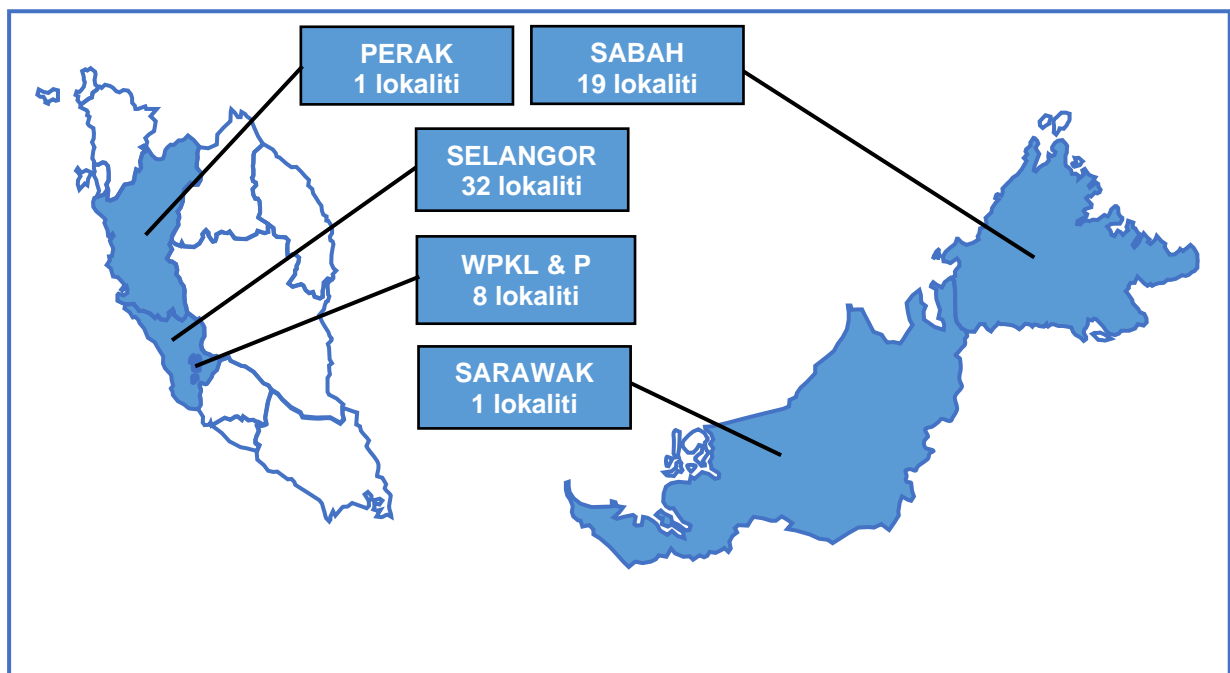 PERAK
1 lokaliti
SABAH
19 lokaliti
SELANGOR
32 lokaliti
WPKL & P
8 lokaliti
SARAWAK
1 lokaliti